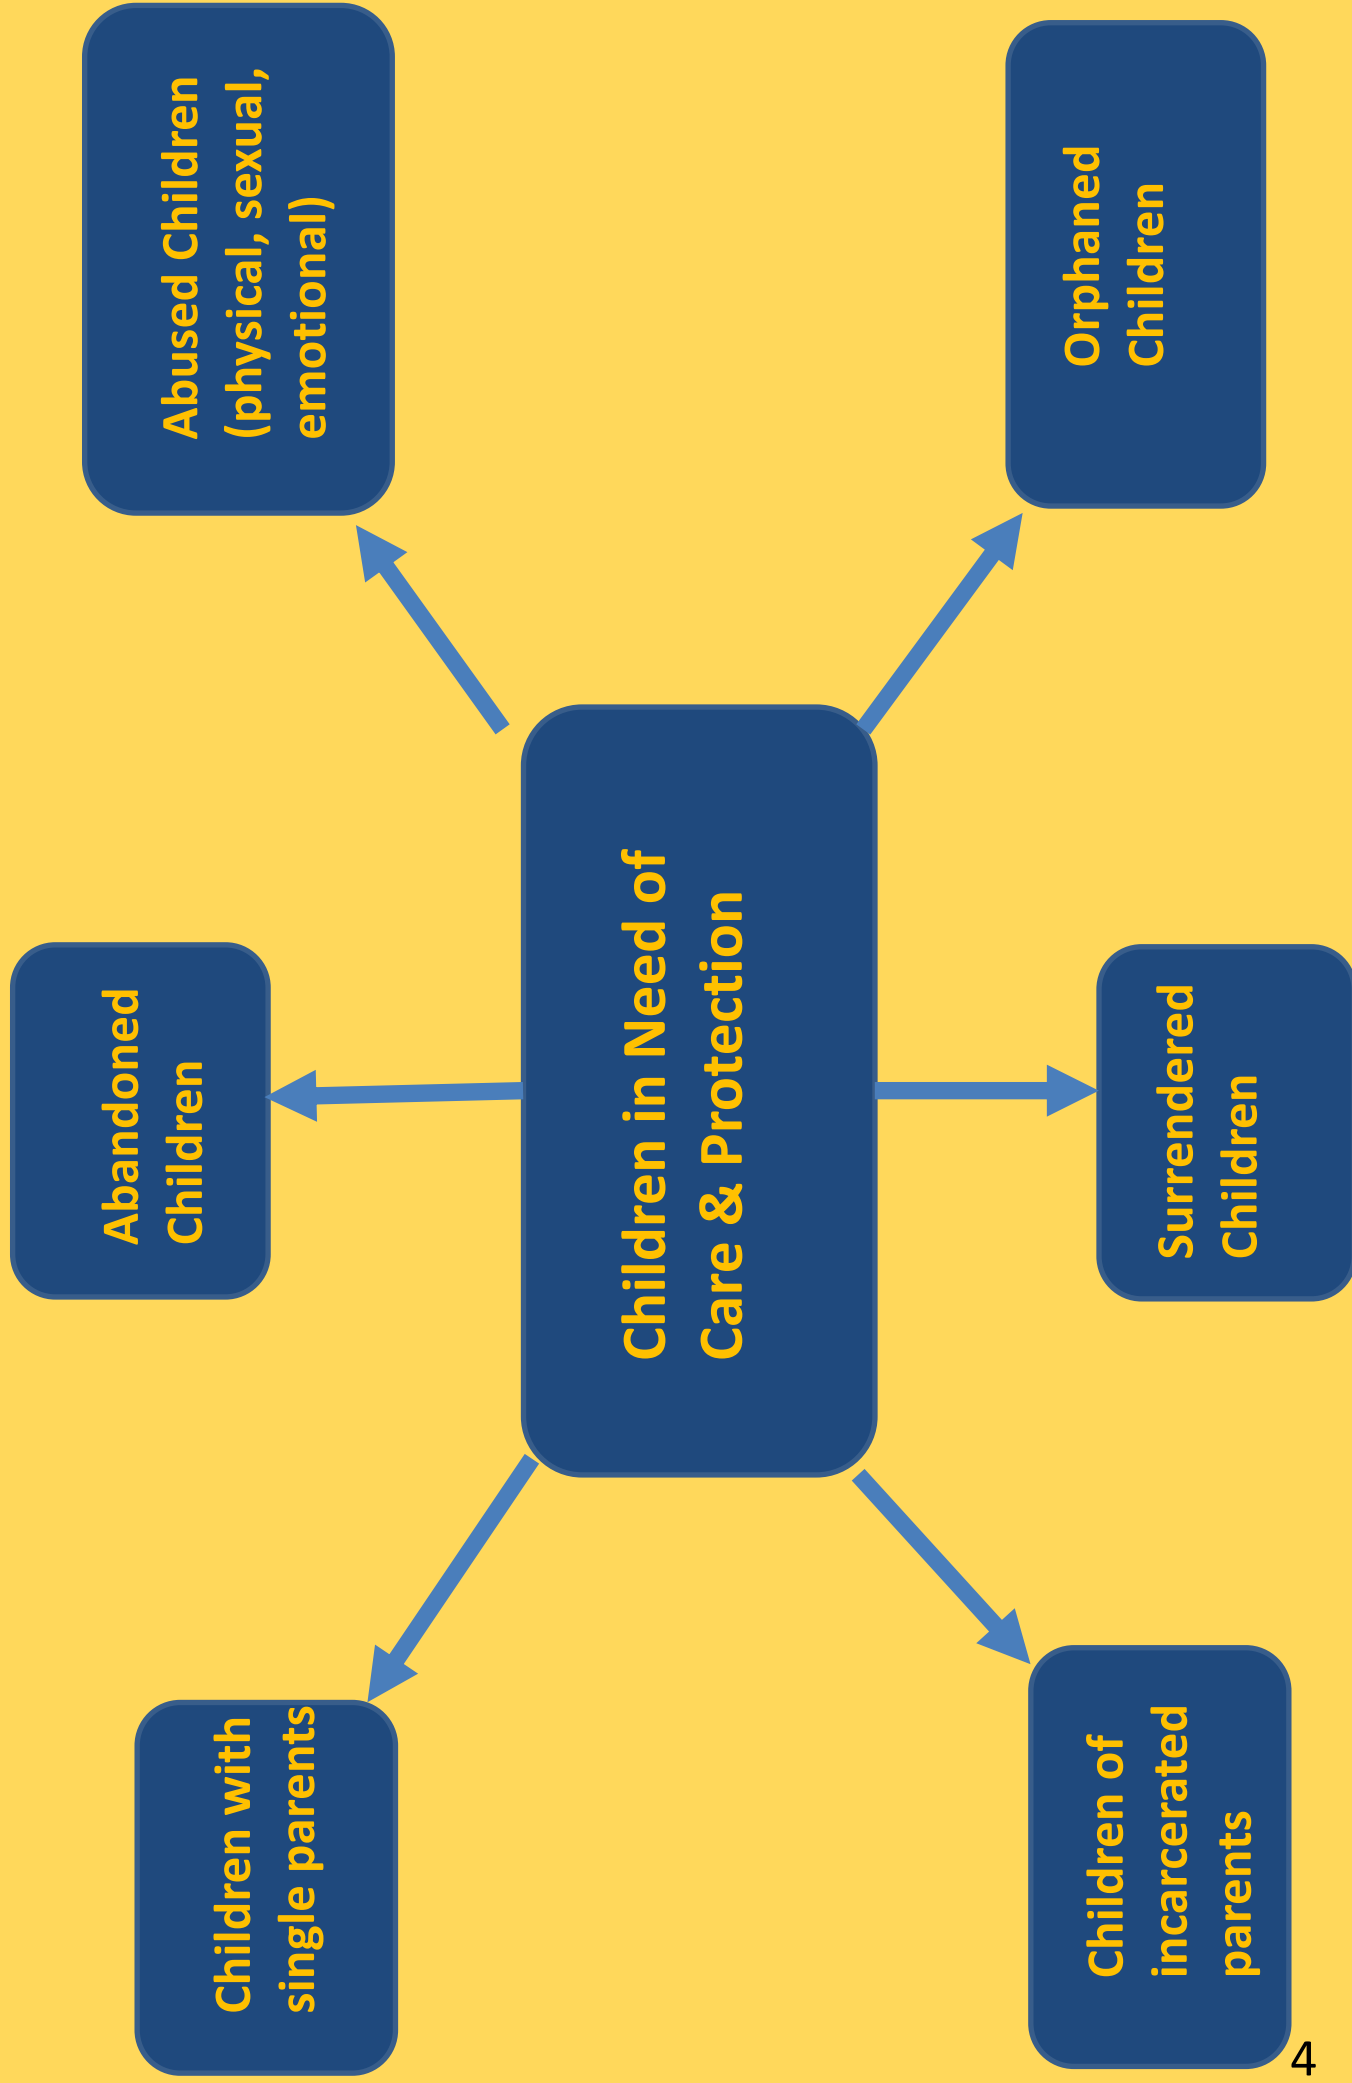 Children with
single parents
Abandoned
Children
Abused Children
(physical, sexual,
emotional)
Children in Need of
Care & Protection
Children of
incarcerated
parents
Surrendered
Children
Orphaned
Children
4